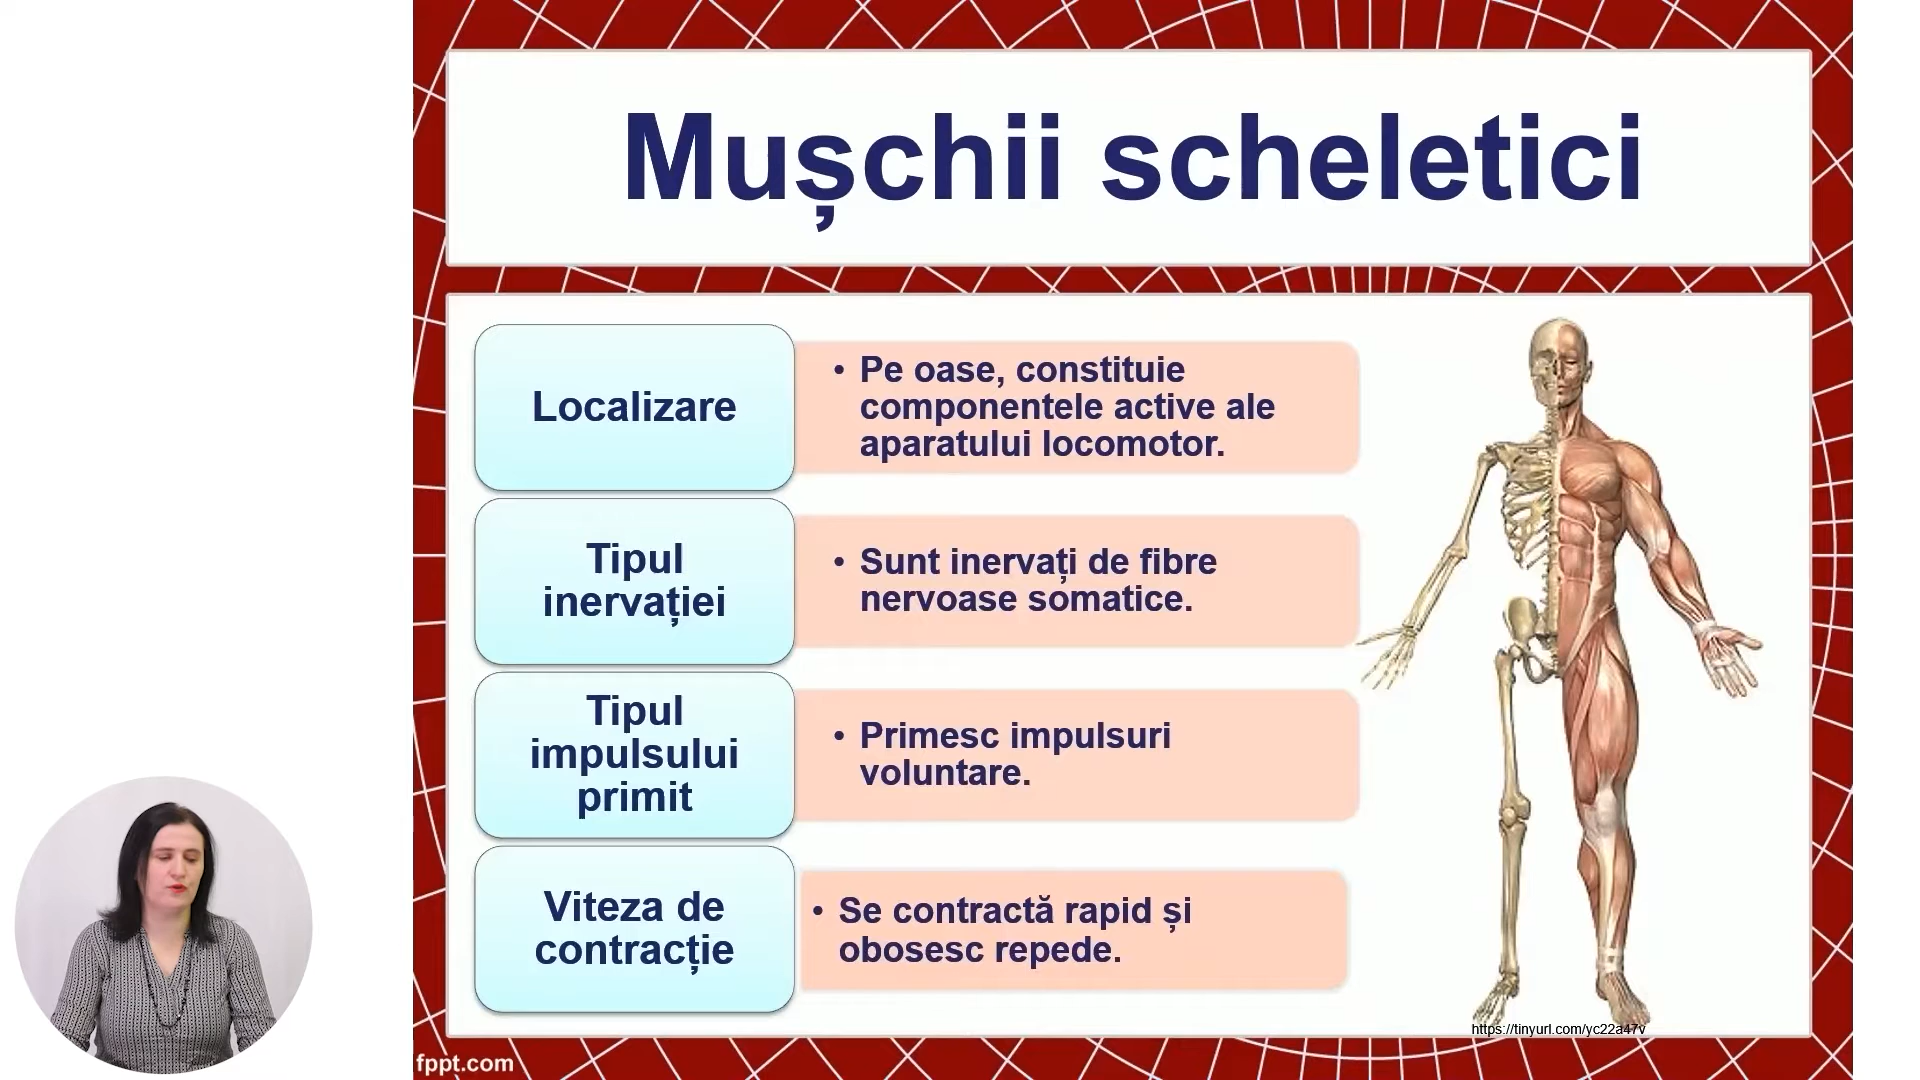 Mușchii scheletici
Localizare
• Pe oase, constituie
componentele active ale
aparatului locomotor.
Tipul
inervației
• Sunt inervați de fibre
nervoase somatice.
Tipul
impulsului
primit
• Primesc impulsuri
voluntare.
Viteza de
contracție
• Se contractă rapid și
obosesc repede.
https://tinyurl.com/yc22a47v
fppt.com